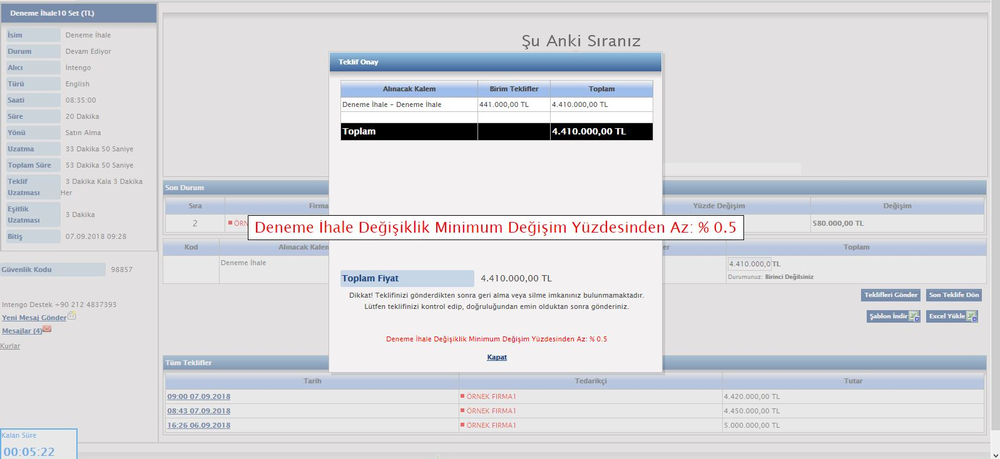 Deneme İhale10 Set (TL)
İsim Deneme İhale
Durum Devam Ediyor
Alıcı İntengo
Türü English
Saati 08:35:00
Süre 20 Dakika
Yönü Satın Alma
Uzatma 33 Dakika 50 Saniye
Toplam Süre 53 Dakika 50 Saniye
Teklif Uzatması 3 Dakika Kala 3 Dakika Her
Eşitlik Uzatması 3 Dakika
Bitiş 07.09.2018 09:28
Güvenlik Kodu 98857
Intengo Destek +90 212 4837393
Yeni Mesaj Gönder
Mesajlar (4)
Kurlar
Kalan Süre
00:05:22
Şu Anki Sıranız
Teklif Onay
Alınacak Kalem Birim Teklifler Toplam
Deneme İhale - Deneme İhale 441.000,00 TL 4.410.000,00 TL
Toplam 4.410.000,00 TL
Son Durum
Sıra Firma Yüzde Değişim Değişim
2 ÖRN 580.000,00 TL
Deneme İhale Değişiklik Minimum Değişim Yüzdesinden Az: % 0.5
Kod Alınacak Kalem er Toplam
Deneme İhale 4.410.000,0 TL
Durumunuz: Birinci Değilsiniz
Toplam Fiyat 4.410.000,00 TL
Dikkat! Teklifinizi gönderdikten sonra geri alma veya silme imkanınız bulunmamaktadır.
Lütfen teklifinizi kontrol edip, doğruluğundan emin olduktan sonra gönderiniz.
Teklifleri Gönder Son Teklife Dön
Şablon İndir Excel Yükle
Deneme İhale Değişiklik Minimum Değişim Yüzdesinden Az: % 0.5
Kapat
Tüm Teklifler
Tarih Tedarikçi Tutar
09:00 07.09.2018 ÖRNEK FIRMA1 4.420.000,00 TL
08:43 07.09.2018 ÖRNEK FIRMA1 4.450.000,00 TL
16:26 06.09.2018 ÖRNEK FIRMA1 5.000.000,00 TL